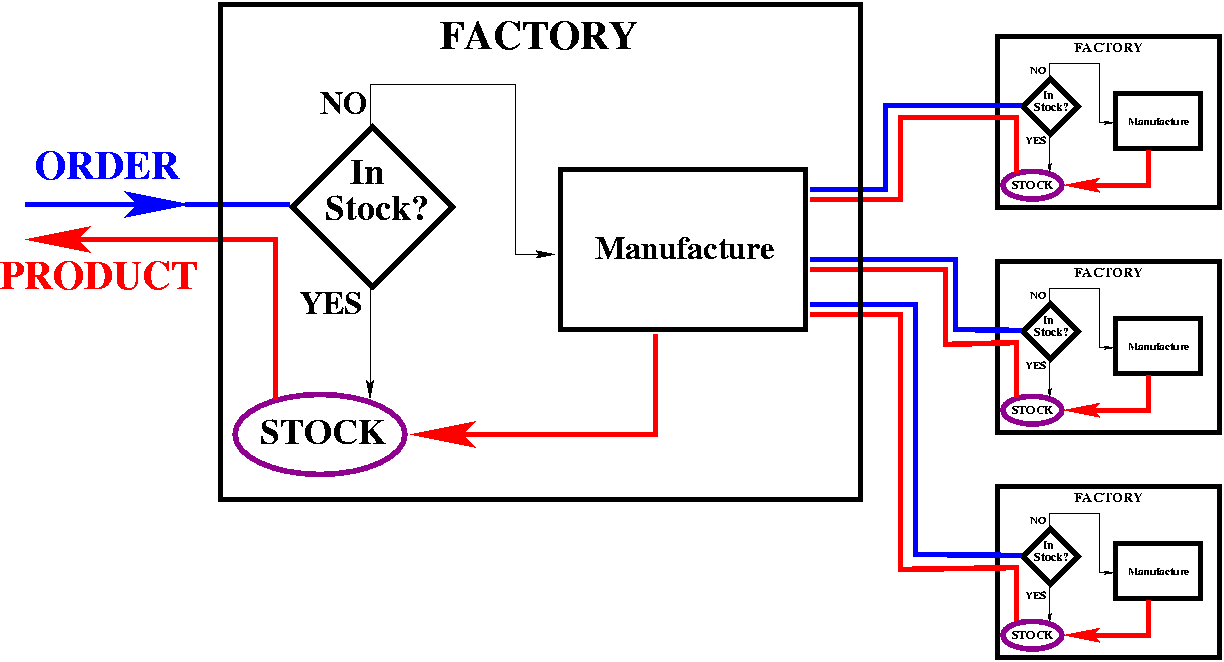 FACTORY
NO
ORDER
In
Stock?
Manufacture
PRODUCT
YES
STOCK
FACTORY
NO
In
Stock?
Manufacture
YES
STOCK
FACTORY
NO
In
Stock?
Manufacture
YES
STOCK
FACTORY
NO
In
Stock?
Manufacture
YES
STOCK